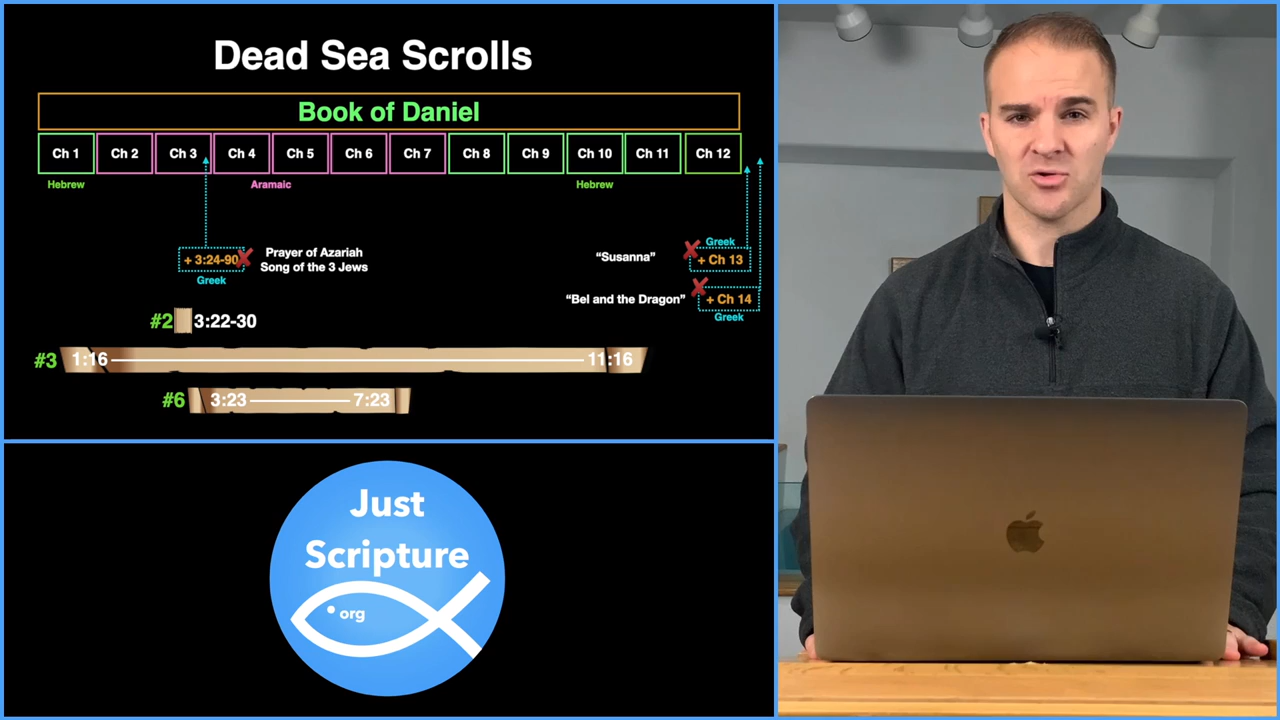 Dead Sea Scrolls
Book of Daniel
Ch 1 Ch 2 Ch 3 Ch 4 Ch 5 Ch 6 Ch 7 Ch 8 Ch 9 Ch 10 Ch 11 Ch 12
Hebrew Aramaic Hebrew
+ 3:24-90
Greek
Prayer of Azariah
Song of the 3 Jews
"Susanna"
Greek
+ Ch 13
"Bel and the Dragon"
+ Ch 14
Greek
#2 3:22-30
#3 1:16 11:16
#6 3:23 7:23
Just
Scripture
org